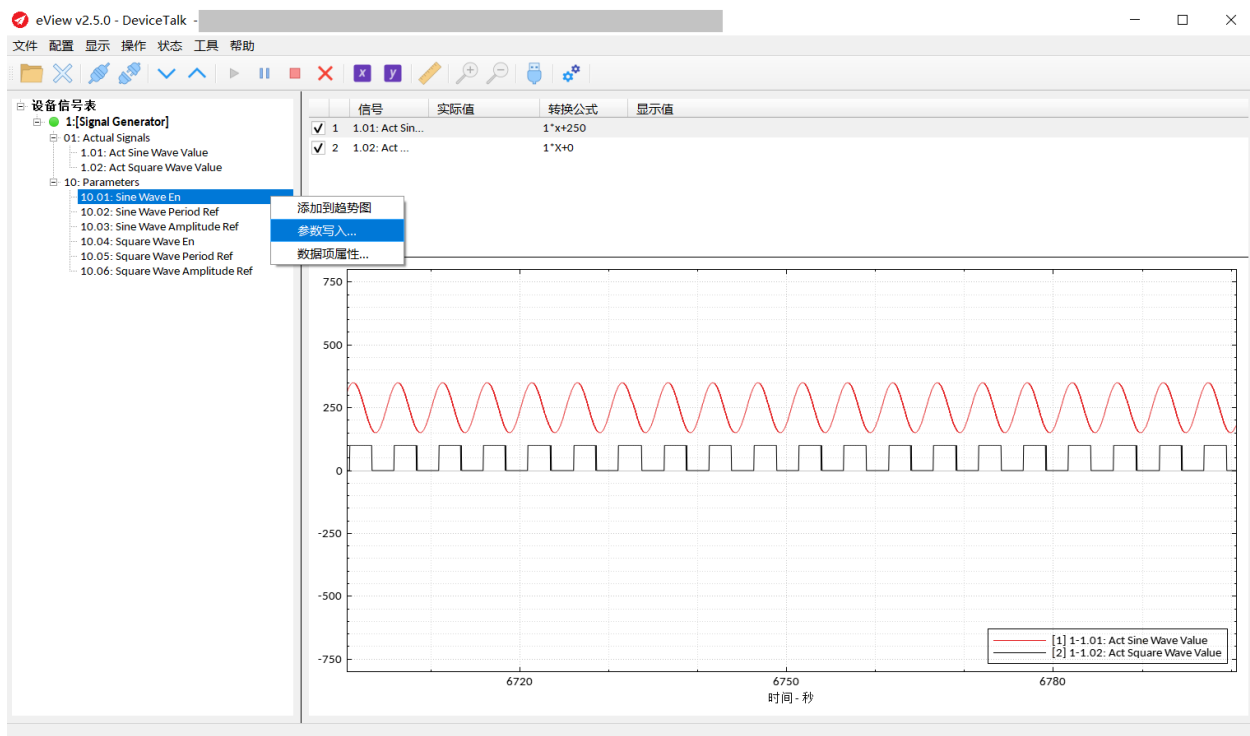 eView v2.5.0 - DeviceTalk -
文件 配置 显示 操作 状态 工具 帮助
x y
设备信号表
1:[Signal Generator]
01: Actual Signals
1.01: Act Sine Wave Value
1.02: Act Square Wave Value
10: Parameters
10.01: Sine Wave En
10.02: Sine Wave Period Ref
10.03: Sine Wave Amplitude Ref
10.04: Square Wave En
10.05: Square Wave Period Ref
10.06: Square Wave Amplitude Ref
添加到趋势图
参数写入...
数据项属性...
信号 实际值 转换公式 显示值
1 1.01: Act Sin... 1*x+250
2 1.02: Act ... 1*X+0
750
500
250
0
-250
-500
-750
6720 6750 6780
时间 - 秒
[1] 1-1.01: Act Sine Wave Value
[2] 1-1.02: Act Square Wave Value